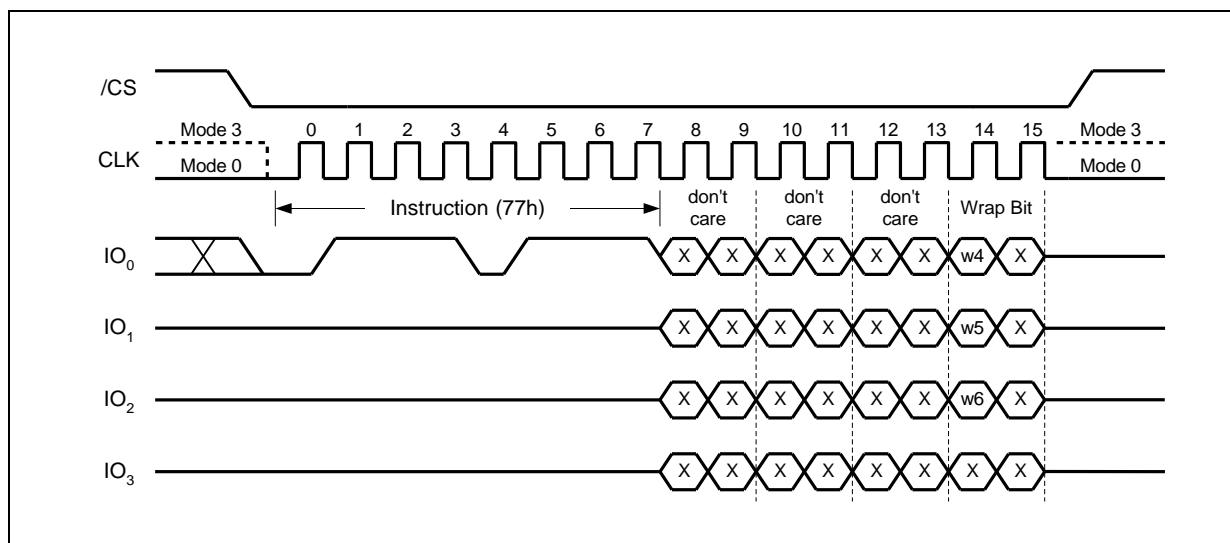 /CS
Mode 3 0 1 2 3 4 5 6 7 8 9 10 11 12 13 14 15 Mode 3
CLK
Mode 0 Mode 0
Instruction (77h) don't care don't care don't care Wrap Bit
IO0 X X X X X X w4 X
IO1 X X X X X X w5 X
IO2 X X X X X X w6 X
IO3 X X X X X X X X